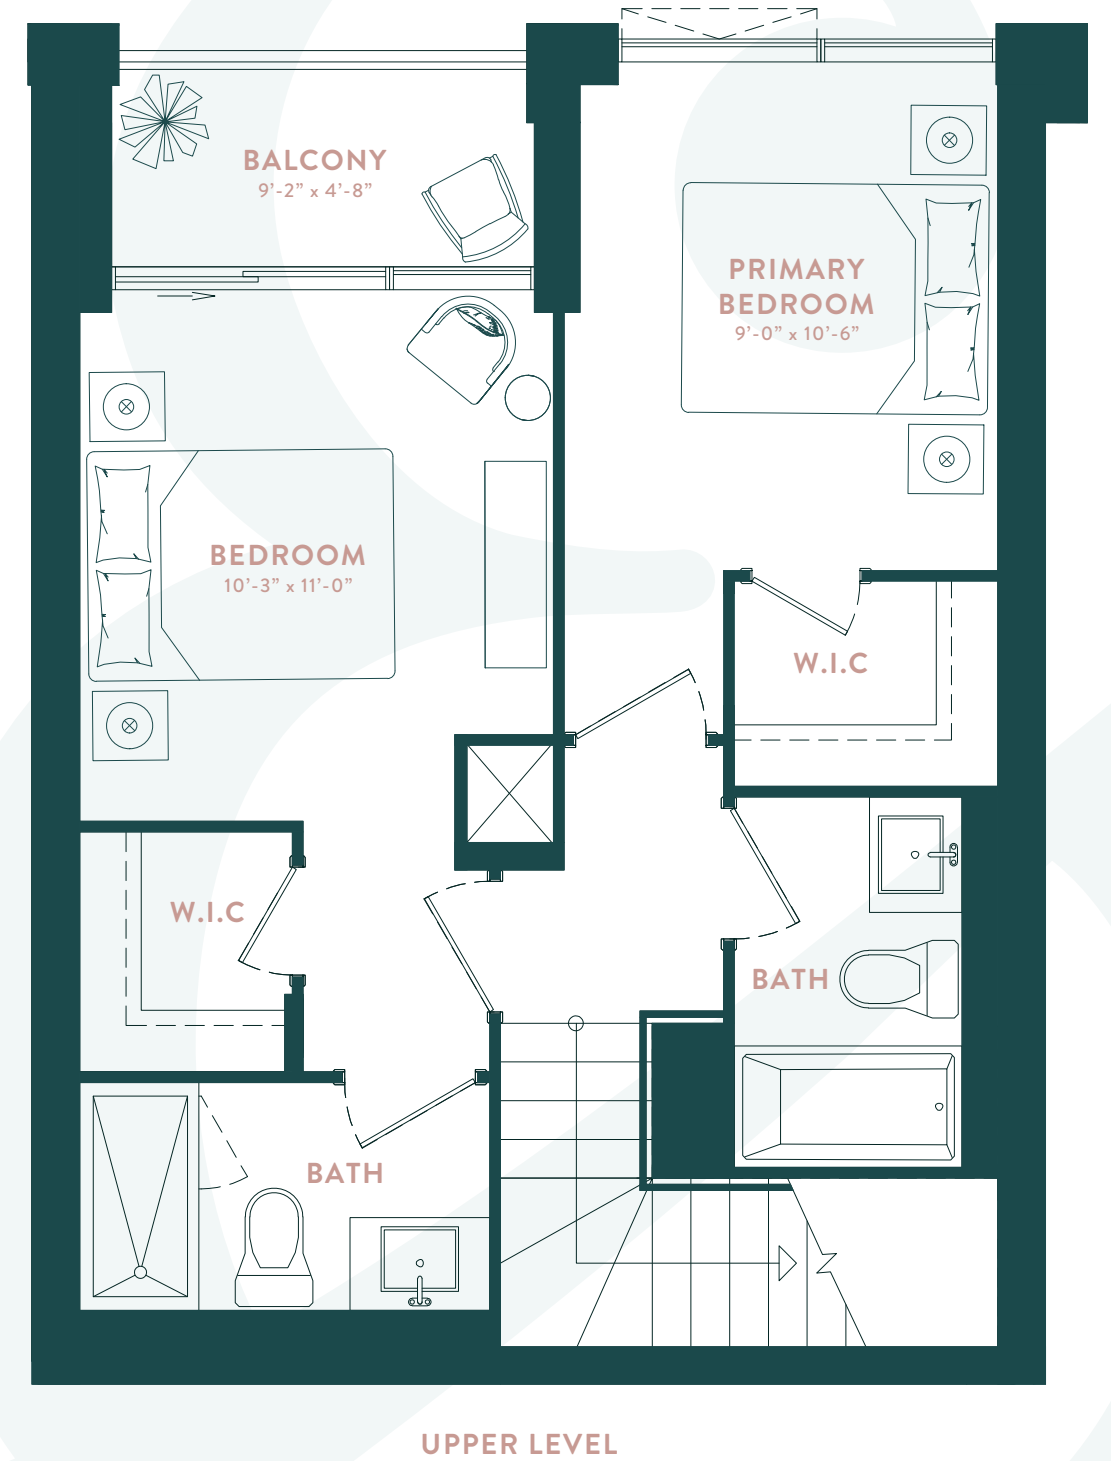 BALCONY
9’-2” x 4’-8”
PRIMARY
BEDROOM
9’-0” x 10’-6”
BEDROOM
10’-3” x 11’-0”
W.I.C
W.I.C
BATH
BATH
UPPER LEVEL